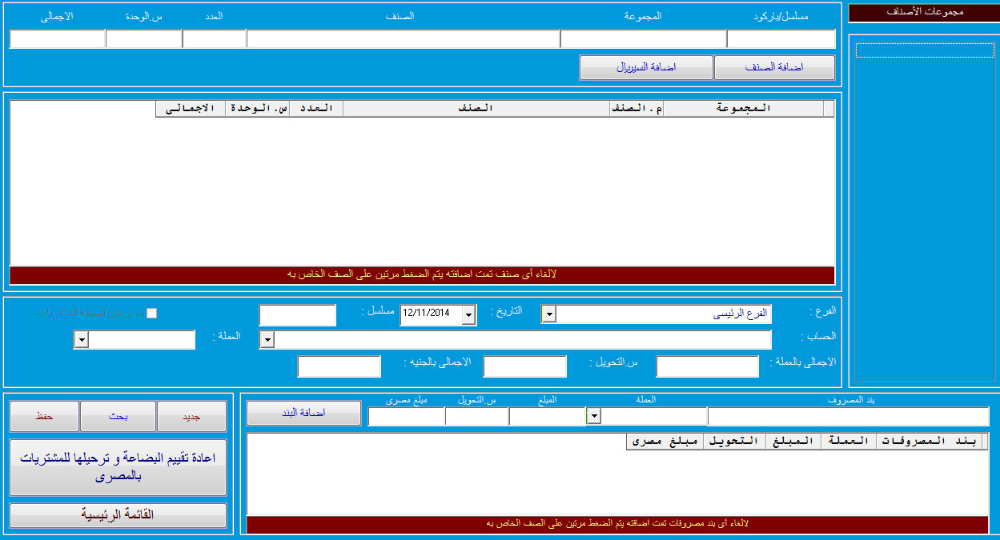 مجموعات الأصناف
مسلسل/باركود المجموعة الصنف العدد س.الوحدة الاجمالى
اضافة الصنف اضافة السيريال
المجموعة م.الصنف الصنف العدد س.الوحدة الاجمالى
لالغاء أى صنف تمت اضافته يتم الضغط مرتين على الصف الخاص به
الفرع : الفرع الرئيسى التاريخ : 12/11/2014 مسلسل : تم ترحيل العملية للمشتريات
الحساب : العملة :
الاجمالى بالعملة : س.التحويل : الاجمالى بالجنيه :
بند المصروف العملة المبلغ س.التحويل مبلغ مصرى
اضافة البند
بند المصروفات العملة المبلغ التحويل مبلغ مصرى
لالغاء أى بند مصروفات تمت اضافته يتم الضغط مرتين على الصف الخاص به
جديد بحث حفظ
اعادة تقييم البضاعة و ترحيلها للمشتريات
بالمصرى
القائمة الرئيسية